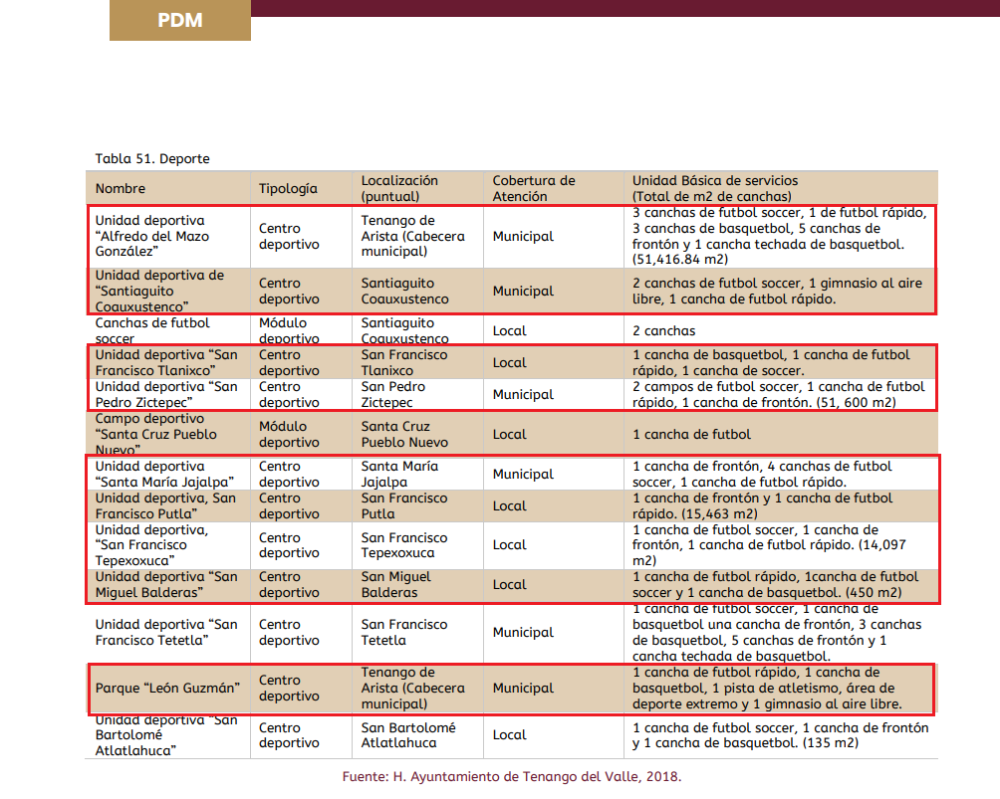 PDM
Tabla 51. Deporte
Nombre
Tipología
Localización
(puntual)
Cobertura de
Atención
Unidad Básica de servicios
(Total de m2 de canchas)
Unidad deportiva
“Alfredo del Mazo
González”
Centro
deportivo
Tenango de
Arista (Cabecera
municipal)
Municipal
3 canchas de futbol soccer, 1 de futbol rápido,
3 canchas de basquetbol, 5 canchas de
frontón y 1 cancha techada de basquetbol.
(51,416.84 m2)
Unidad deportiva de
“Santiaguito
Coauxustenco”
Centro
deportivo
Santiaguito
Coauxustenco
Municipal
2 canchas de futbol soccer, 1 gimnasio al aire
libre, 1 cancha de futbol rápido.
Canchas de futbol
soccer
Módulo
deportivo
Santiaguito
Coauxustenco
Local
2 canchas
Unidad deportiva “San
Francisco Tlanixco”
Centro
deportivo
San Francisco
Tlanixco
Local
1 cancha de basquetbol, 1 cancha de futbol
rápido, 1 cancha de soccer.
Unidad deportiva “San
Pedro Zictepec”
Centro
deportivo
San Pedro
Zictepec
Municipal
2 campos de futbol soccer, 1 cancha de futbol
rápido, 1 cancha de frontón. (51, 600 m2)
Campo deportivo
“Santa Cruz Pueblo
Nuevo”
Módulo
deportivo
Santa Cruz
Pueblo Nuevo
Local
1 cancha de futbol
Unidad deportiva
“Santa María Jajalpa”
Centro
deportivo
Santa María
Jajalpa
Municipal
1 cancha de frontón, 4 canchas de futbol
soccer, 1 cancha de futbol rápido.
Unidad deportiva, San
Francisco Putla”
Centro
deportivo
San Francisco
Putla
Local
1 cancha de frontón y 1 cancha de futbol
rápido. (15,463 m2)
Unidad deportiva,
“San Francisco
Tepexoxuca”
Centro
deportivo
San Francisco
Tepexoxuca
Local
1 cancha de futbol soccer, 1 cancha de
frontón, 1 cancha de futbol rápido. (14,097
m2)
Unidad deportiva “San
Miguel Balderas”
Centro
deportivo
San Miguel
Balderas
Local
1 cancha de futbol rápido, 1cancha de futbol
soccer y 1 cancha de basquetbol. (450 m2)
Unidad deportiva “San
Francisco Tetetla”
Centro
deportivo
San Francisco
Tetetla
Municipal
1 cancha de futbol soccer, 1 cancha de
basquetbol una cancha de frontón, 3 canchas
de basquetbol, 5 canchas de frontón y 1
cancha techada de basquetbol.
Parque “León Guzmán”
Centro
deportivo
Tenango de
Arista (Cabecera
municipal)
Municipal
1 cancha de futbol rápido, 1 cancha de
basquetbol, 1 pista de atletismo, área de
deporte extremo y 1 gimnasio al aire libre.
Unidad deportiva “San
Bartolomé
Atlatlahuca”
Centro
deportivo
San Bartolomé
Atlatlahuca
Local
1 cancha de futbol soccer, 1 cancha de frontón
y 1 cancha de basquetbol. (135 m2)
Fuente: H. Ayuntamiento de Tenango del Valle, 2018.